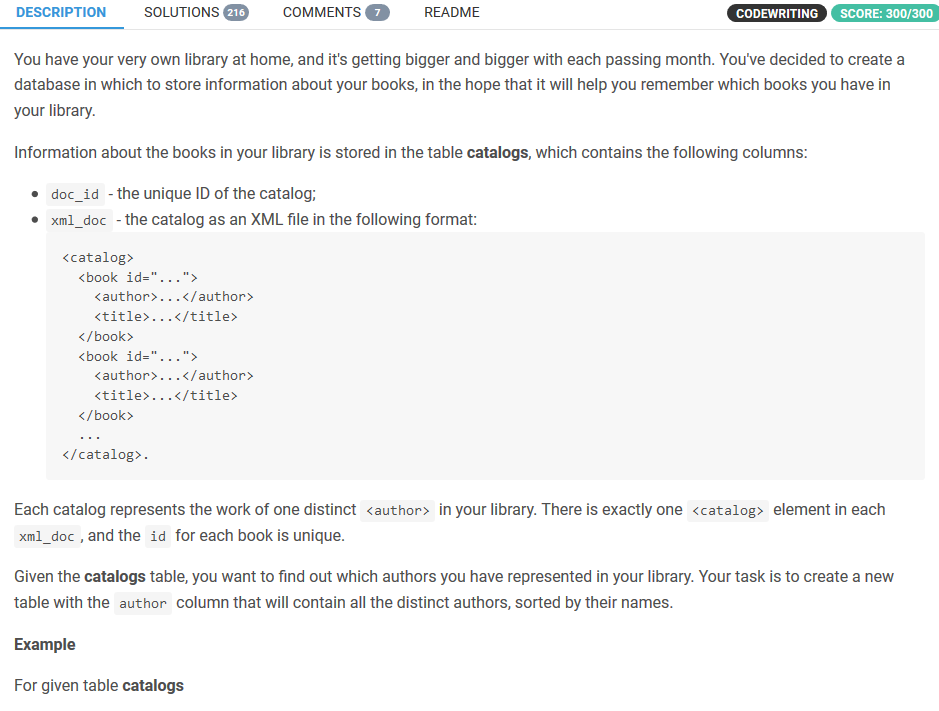 DESCRIPTION SOLUTIONS 216 COMMENTS 7 README CODEWRITING SCORE: 300/300
You have your very own library at home, and it's getting bigger and bigger with each passing month. You've decided to create a
database in which to store information about your books, in the hope that it will help you remember which books you have in
your library.
Information about the books in your library is stored in the table catalogs, which contains the following columns:
• doc_id - the unique ID of the catalog;
• xml_doc - the catalog as an XML file in the following format:
<catalog>
  <book id="...">
    <author>...</author>
    <title>...</title>
  </book>
  <book id="...">
    <author>...</author>
    <title>...</title>
  </book>
  ...
</catalog>.
Each catalog represents the work of one distinct <author> in your library. There is exactly one <catalog> element in each
xml_doc , and the id for each book is unique.
Given the catalogs table, you want to find out which authors you have represented in your library. Your task is to create a new
table with the author column that will contain all the distinct authors, sorted by their names.
Example
For given table catalogs